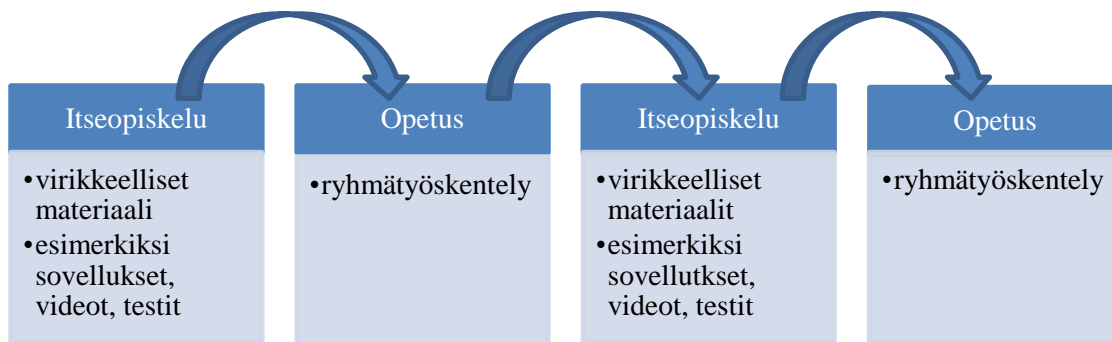 Itseopiskelu
•virikkeelliset
materiaali
•esimerkiksi
sovellukset,
videot, testit
Opetus
•ryhmätyöskentely
Itseopiskelu
•virikkeelliset
materiaalit
•esimerkiksi
sovellutkset,
videot, testit
Opetus
•ryhmätyöskentely